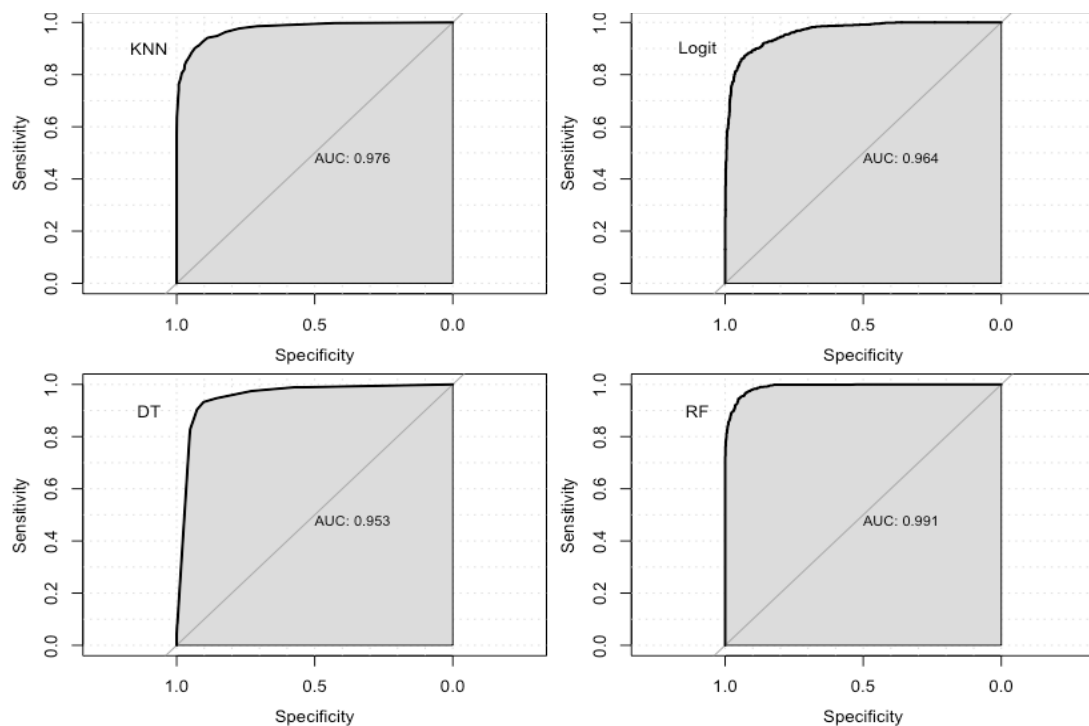 KNN
AUC: 0.976
Sensitivity
0.0 0.2 0.4 0.6 0.8 1.0
1.0 0.5 0.0
Specificity
Logit
AUC: 0.964
Sensitivity
0.0 0.2 0.4 0.6 0.8 1.0
1.0 0.5 0.0
Specificity
DT
AUC: 0.953
Sensitivity
0.0 0.2 0.4 0.6 0.8 1.0
1.0 0.5 0.0
Specificity
RF
AUC: 0.991
Sensitivity
0.0 0.2 0.4 0.6 0.8 1.0
1.0 0.5 0.0
Specificity